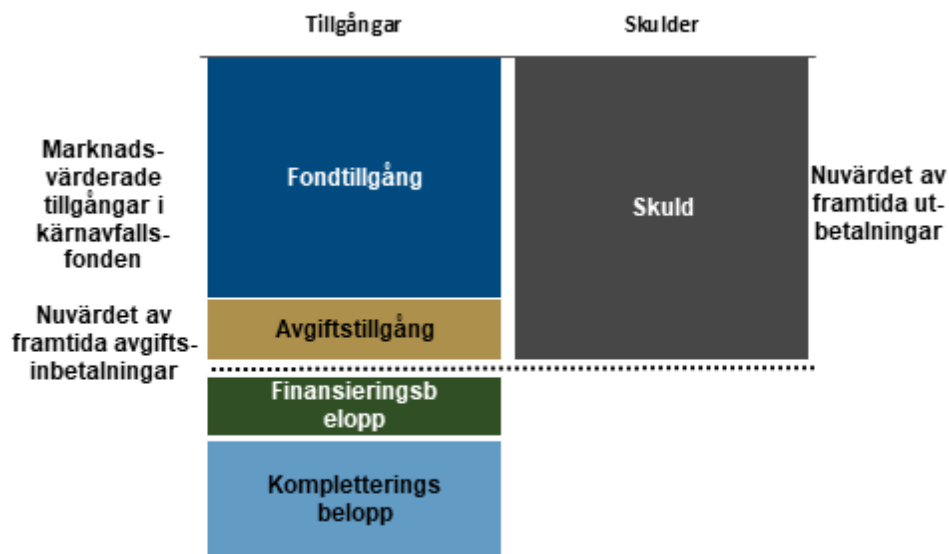 Tillgångar
Skulder
Marknads-
värderade
tillgångar i
kärnavfalls-
fonden
Fondtillgång
Skuld
Nuvärdet av
framtida ut-
betalningar
Nuvärdet av
framtida avgifts-
inbetalningar
Avgiftstillgång
Finansieringsb
elopp
Kompletterings
belopp